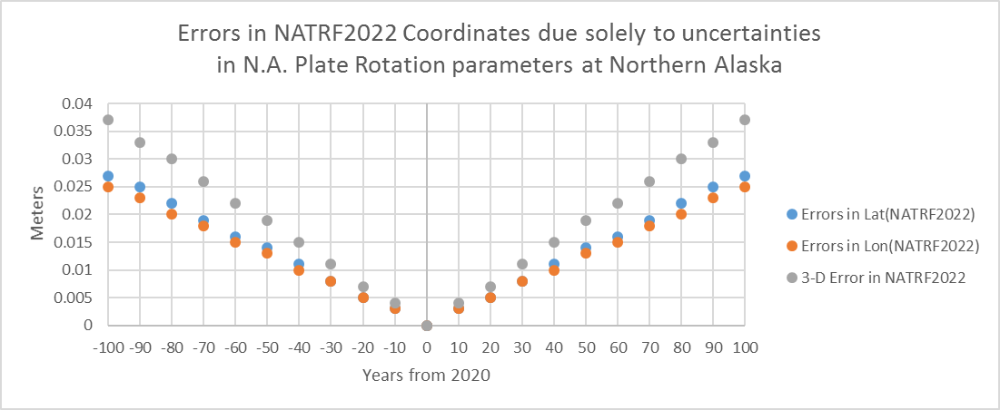 Errors in NATRF2022 Coordinates due solely to uncertainties
in N.A. Plate Rotation parameters at Northern Alaska
0.04
0.035
0.03
0.025
0.02
0.015
0.01
0.005
0
Meters
-100 -90 -80 -70 -60 -50 -40 -30 -20 -10 0 10 20 30 40 50 60 70 80 90 100
Years from 2020
Errors in Lat(NATRF2022)
Errors in Lon(NATRF2022)
3-D Error in NATRF2022